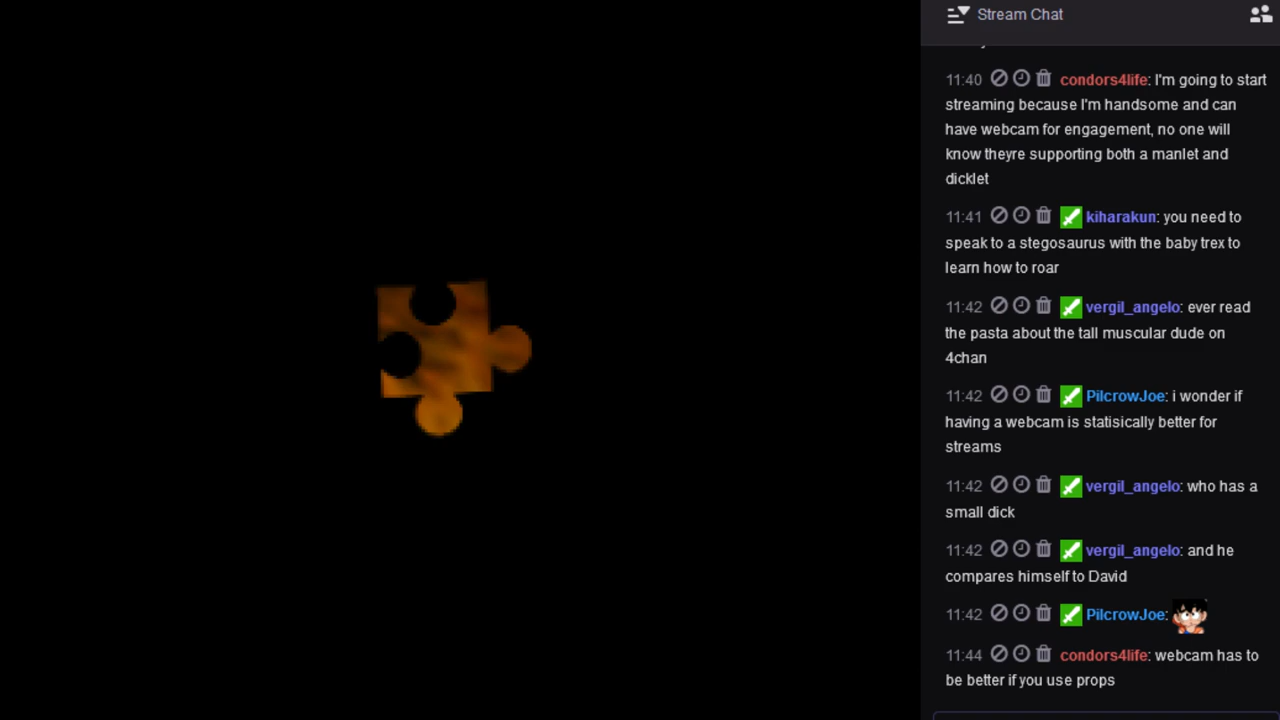 Stream Chat
11:40 condors4life: I'm going to start
streaming because I'm handsome and can
have webcam for engagement, no one will
know theyre supporting both a manlet and
dicklet
11:41 kiharakun: you need to
speak to a stegosaurus with the baby trex to
learn how to roar
11:42 vergil_angelo: ever read
the pasta about the tall muscular dude on
4chan
11:42 PilcrowJoe: i wonder if
having a webcam is statisically better for
streams
11:42 vergil_angelo: who has a
small dick
11:42 vergil_angelo: and he
compares himself to David
11:42 PilcrowJoe:
11:44 condors4life: webcam has to
be better if you use props